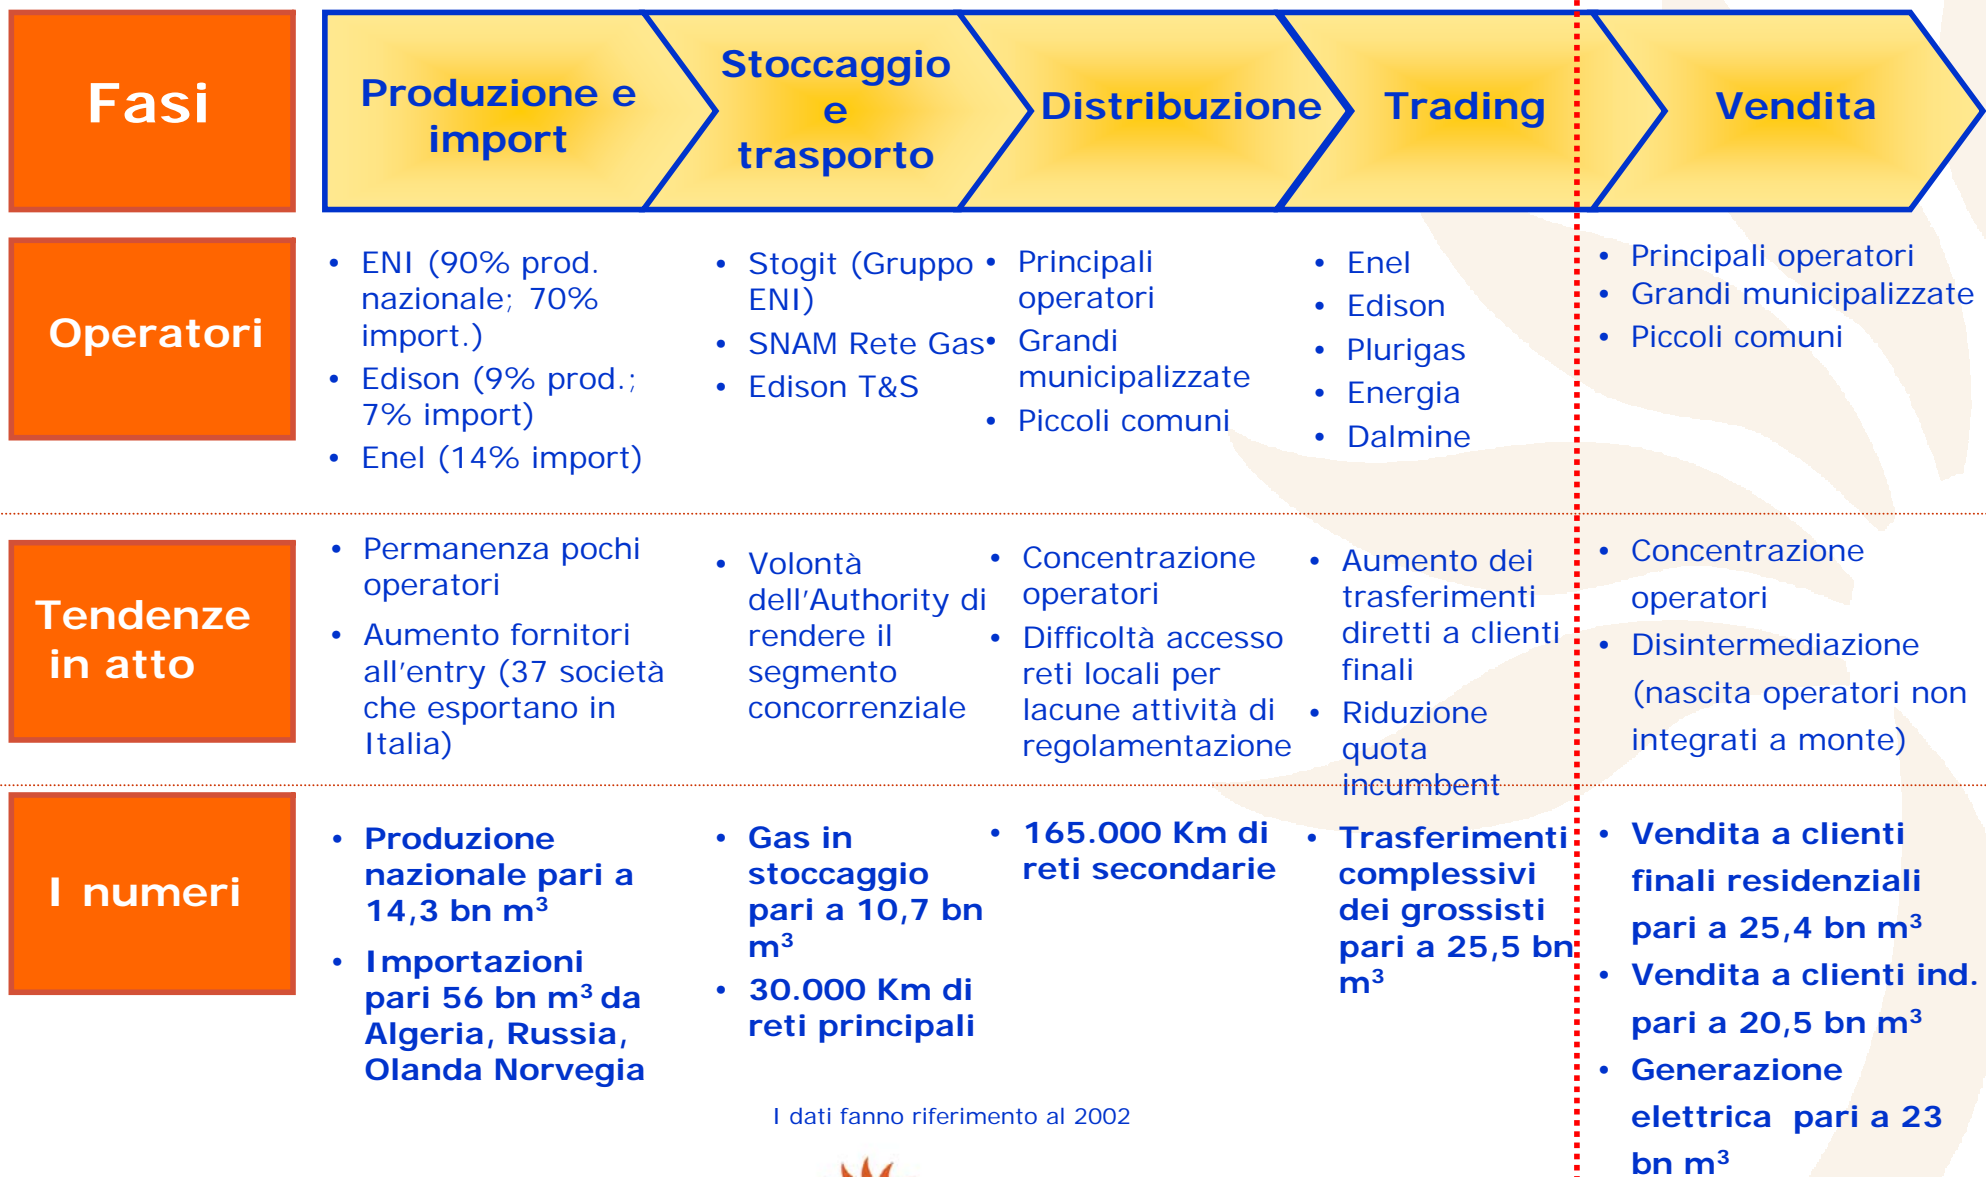 Fasi
Produzione e
import
Stoccaggio
e
trasporto
Distribuzione
Trading
Vendita
Operatori
• ENI (90% prod.
nazionale; 70%
import.)
• Edison (9% prod.;
7% import)
• Enel (14% import)
• Stogit (Gruppo
ENI)
• SNAM Rete Gas
• Edison T&S
• Principali
operatori
• Grandi
municipalizzate
• Piccoli comuni
• Enel
• Edison
• Plurigas
• Energia
• Dalmine
• Principali operatori
• Grandi municipalizzate
• Piccoli comuni
Tendenze
in atto
• Permanenza pochi
operatori
• Aumento fornitori
all'entry (37 società
che esportano in
Italia)
• Volontà
dell'Authority di
rendere il
segmento
concorrenziale
• Concentrazione
operatori
• Difficoltà accesso
reti locali per
lacune attività di
regolamentazione
• Aumento dei
trasferimenti
diretti a clienti
finali
• Riduzione
quota
incumbent
• Concentrazione
operatori
• Disintermediazione
(nascita operatori non
integrati a monte)
I numeri
• Produzione
nazionale pari a
14,3 bn m³
• Importazioni
pari 56 bn m³ da
Algeria, Russia,
Olanda Norvegia
• Gas in
stoccaggio
pari a 10,7 bn
m³
• 30.000 Km di
reti principali
• 165.000 Km di
reti secondarie
• Trasferimenti
complessivi
dei grossisti
pari a 25,5 bn
m³
• Vendita a clienti
finali residenziali
pari a 25,4 bn m³
• Vendita a clienti ind.
pari a 20,5 bn m³
• Generazione
elettrica pari a 23
bn m³
I dati fanno riferimento al 2002